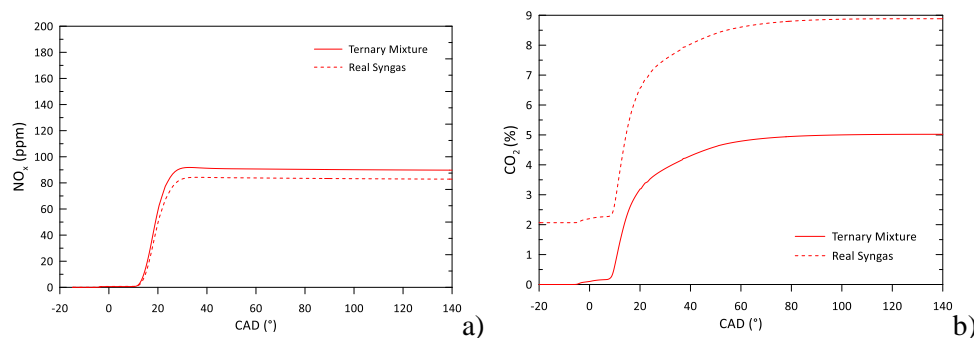 200
180
160
140
120
100
80
60
40
20
0
NOx (ppm)
Ternary Mixture
Real Syngas
-20 0 20 40 60 80 100 120 140
CAD (°)
a)
9
8
7
6
5
4
3
2
1
0
CO2 (%)
Ternary Mixture
Real Syngas
-20 0 20 40 60 80 100 120 140
CAD (°)
b)